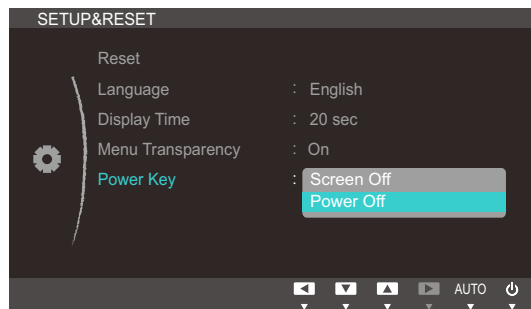 SETUP&RESET
Reset
Language : English
Display Time : 20 sec
Menu Transparency : On
Power Key : Screen Off
Power Off
AUTO